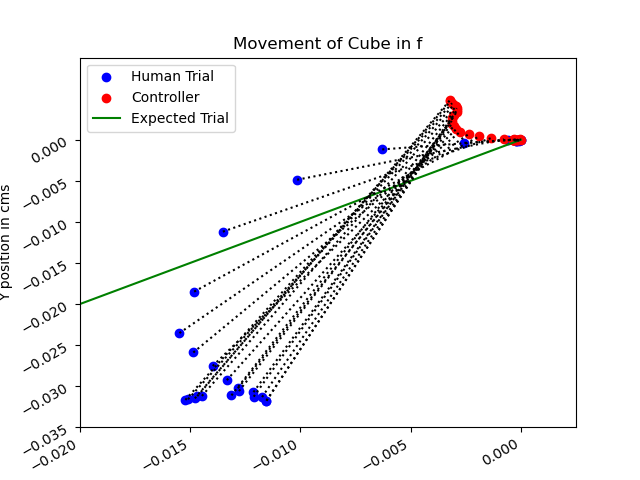 Movement of Cube in f
Human Trial
Controller
Expected Trial
Y position in cms
0.000
−0.005
−0.010
−0.015
−0.020
−0.025
−0.030
−0.035
−0.020
−0.015
−0.010
−0.005
0.000